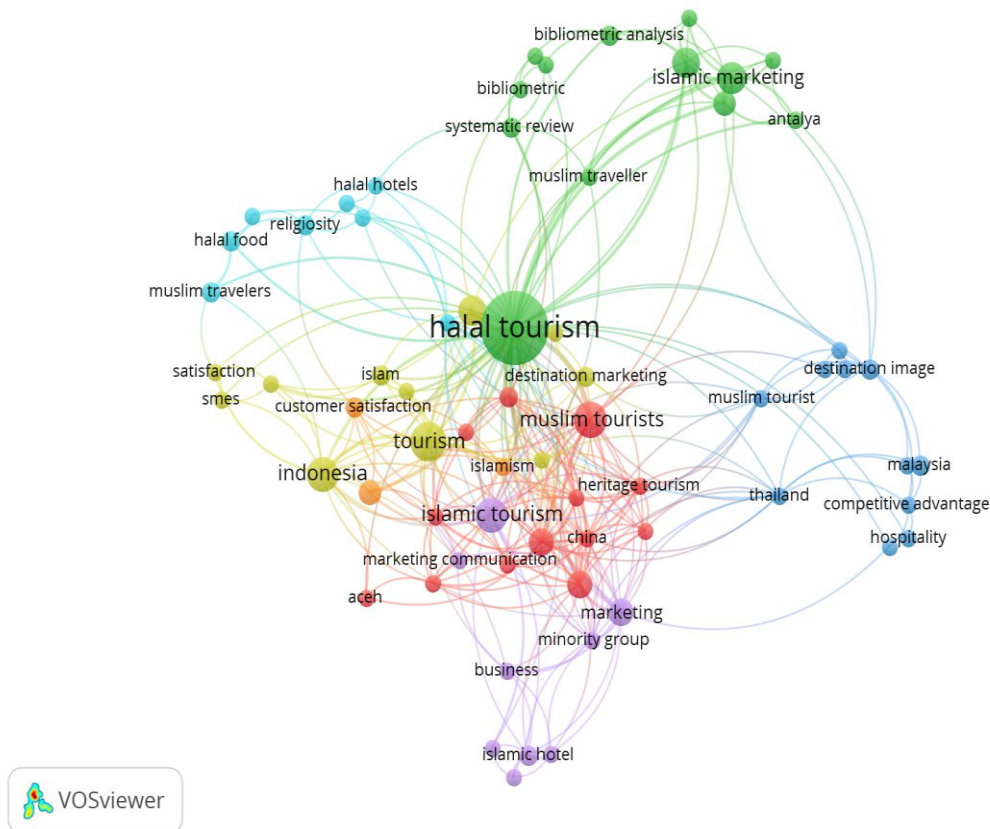 bibliometric analysis
islamic marketing
bibliometric
antalya
systematic review
muslim traveller
halal hotels
religiosity
halal food
muslim travelers
halal tourism
satisfaction
islam
destination marketing
destination image
smes
customer satisfaction
muslim tourist
muslim tourists
tourism
indonesia
islamism
malaysia
heritage tourism
thailand
competitive advantage
islamic tourism
china
hospitality
marketing communication
aceh
marketing
minority group
business
islamic hotel
VOSviewer